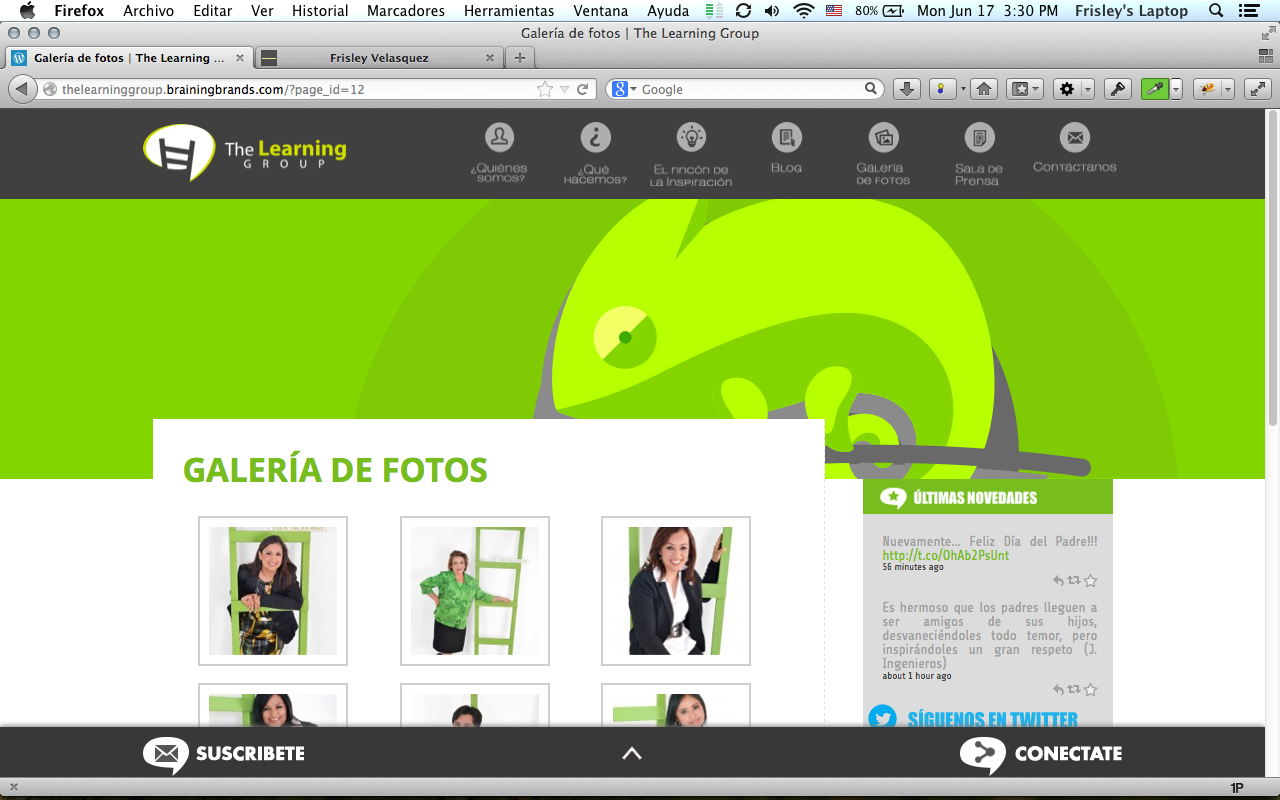 Firefox Archivo Editar Ver Historial Marcadores Herramientas Ventana Ayuda 80% Mon Jun 17 3:30 PM Frisley's Laptop
Galería de fotos | The Learning Group
Galería de fotos | The Learning ... Frisley Velasquez
thelearninggroup.brainingbrands.com/?page_id=12 Google
The Learning
GROUP
¿Quiénes
somos?
¿Qué
hacemos?
El rincón de
la Inspiración
Blog
Galería
de fotos
Sala de
Prensa
Contáctanos
GALERÍA DE FOTOS
ÚLTIMAS NOVEDADES
Nuevamente... Feliz Día del Padre!!!
http://t.co/0hAb2PsUnt
56 minutes ago
Es hermoso que los padres lleguen a
ser amigos de sus hijos,
desvaneciéndoles todo temor, pero
inspirándoles un gran respeto (J.
Ingenieros)
about 1 hour ago
SÍGUENOS EN TWITTER
SUSCRIBETE
CONECTATE
1P